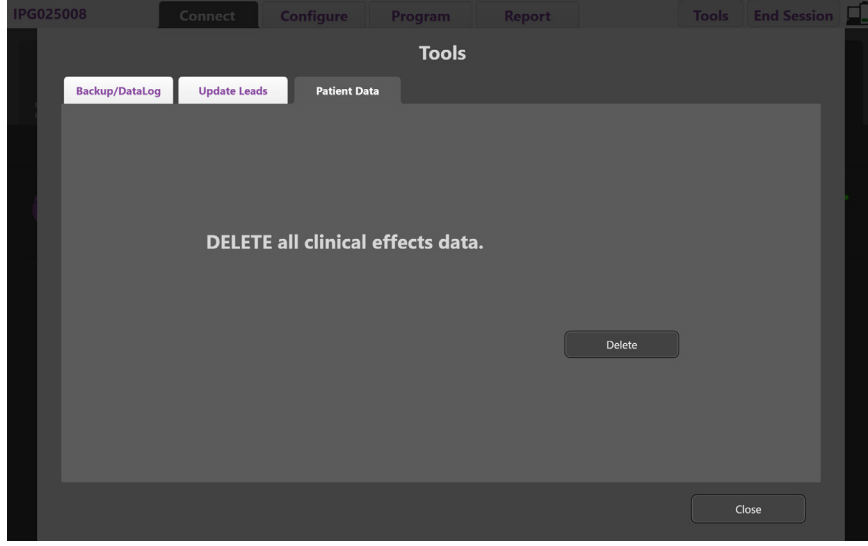 IPG025008 Connect Configure Program Report Tools End Session
Tools
Backup/DataLog Update Leads Patient Data
DELETE all clinical effects data.
Delete
Close